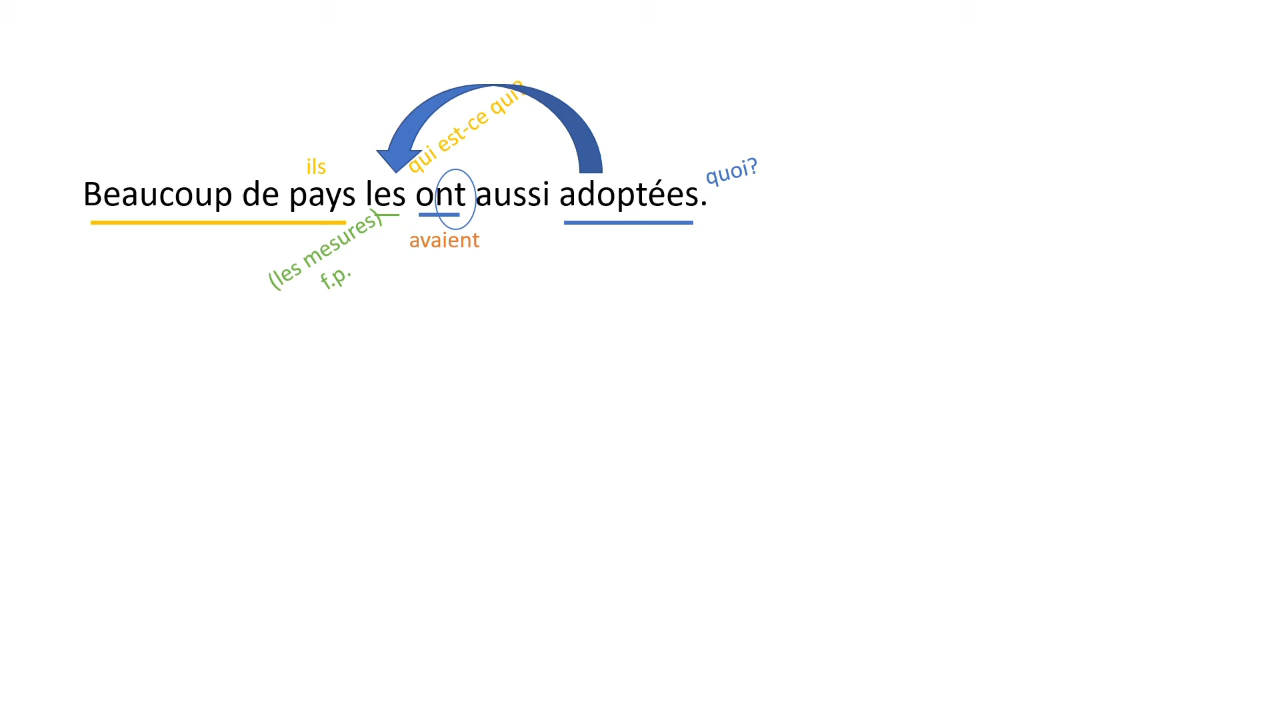 qui est-ce qui?
ils
quoi?
Beaucoup de pays les ont aussi adoptées.
(les mesures)
f.p.
avaient